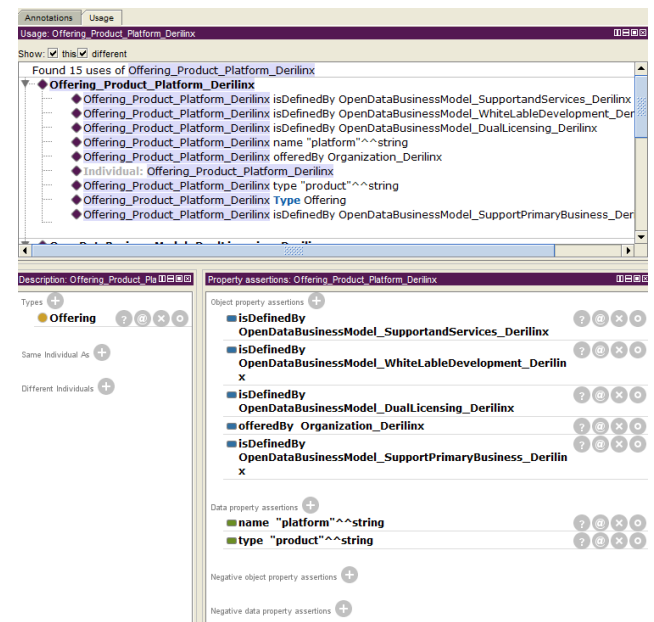 Annotations Usage
Usage: Offering_Product_Platform_Derilinx
Show: this different
Found 15 uses of Offering_Product_Platform_Derilinx
Offering_Product_Platform_Derilinx
Offering_Product_Platform_Derilinx isDefinedBy OpenDataBusinessModel_SupportandServices_Derilinx
Offering_Product_Platform_Derilinx isDefinedBy OpenDataBusinessModel_WhiteLableDevelopment_Der
Offering_Product_Platform_Derilinx isDefinedBy OpenDataBusinessModel_DualLicensing_Derilinx
Offering_Product_Platform_Derilinx name "platform"^^string
Offering_Product_Platform_Derilinx offeredBy Organization_Derilinx
Individual: Offering_Product_Platform_Derilinx
Offering_Product_Platform_Derilinx type "product"^^string
Offering_Product_Platform_Derilinx Type Offering
Offering_Product_Platform_Derilinx isDefinedBy OpenDataBusinessModel_SupportPrimaryBusiness_Der
Description: Offering_Product_Pla
Types
Offering
Same Individual As
Different Individuals
Property assertions: Offering_Product_Platform_Derilinx
Object property assertions
isDefinedBy
OpenDataBusinessModel_SupportandServices_Derilinx
isDefinedBy
OpenDataBusinessModel_WhiteLableDevelopment_Derilin
x
isDefinedBy
OpenDataBusinessModel_DualLicensing_Derilinx
offeredBy Organization_Derilinx
isDefinedBy
OpenDataBusinessModel_SupportPrimaryBusiness_Derilin
x
Data property assertions
name "platform"^^string
type "product"^^string
Negative object property assertions
Negative data property assertions